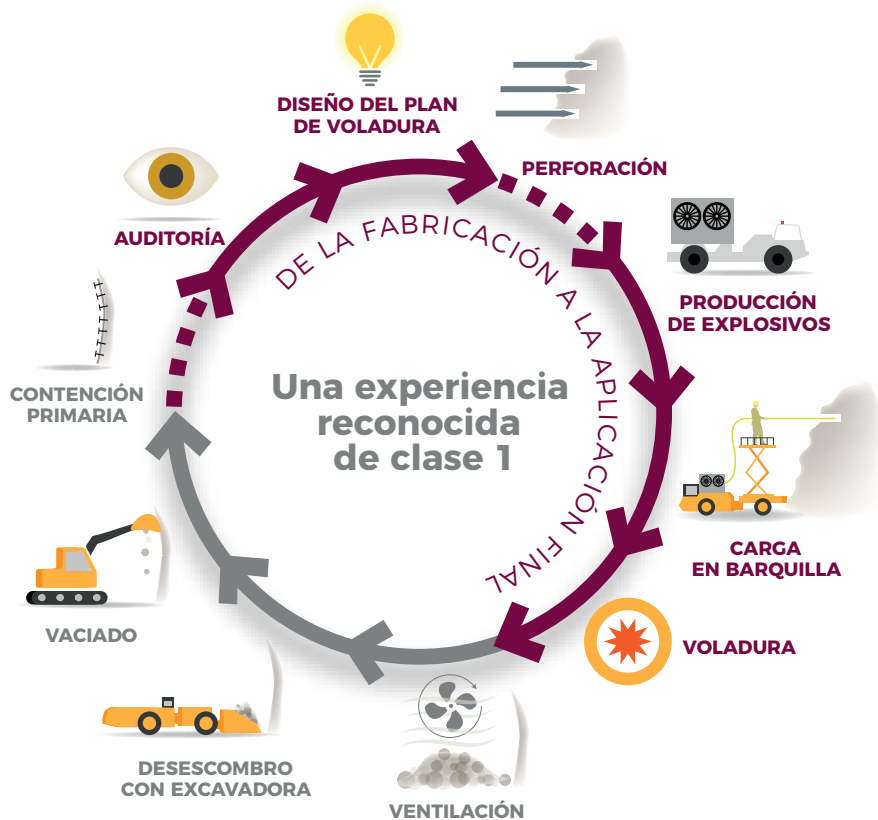 DISEÑO DEL PLAN
DE VOLADURA
PERFORACIÓN
PRODUCCIÓN
DE EXPLOSIVOS
CARGA
EN BARQUILLA
VOLADURA
VENTILACIÓN
DESESCOMBRO
CON EXCAVADORA
VACIADO
CONTENCIÓN
PRIMARIA
AUDITORÍA
DE LA FABRICACIÓN A LA APLICACIÓN FINAL
Una experiencia
reconocida
de clase 1